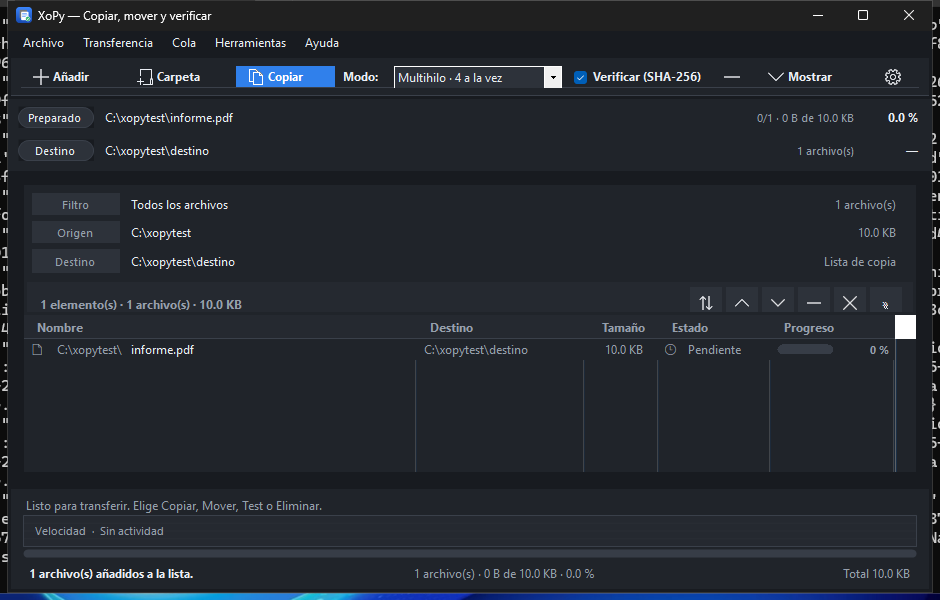 XoPy — Copiar, mover y verificar
Archivo Transferencia Cola Herramientas Ayuda
Añadir Carpeta Copiar Modo: Multihilo · 4 a la vez Verificar (SHA-256) Mostrar
Preparado C:\xopytest\informe.pdf 0/1 · 0 B de 10.0 KB 0.0 %
Destino C:\xopytest\destino 1 archivo(s) —
Filtro Todos los archivos 1 archivo(s)
Origen C:\xopytest 10.0 KB
Destino C:\xopytest\destino Lista de copia
1 elemento(s) · 1 archivo(s) · 10.0 KB
Nombre Destino Tamaño Estado Progreso
C:\xopytest\ informe.pdf C:\xopytest\destino 10.0 KB Pendiente 0 %
Listo para transferir. Elige Copiar, Mover, Test o Eliminar.
Velocidad · Sin actividad
1 archivo(s) añadidos a la lista. 1 archivo(s) · 0 B de 10.0 KB · 0.0 % Total 10.0 KB